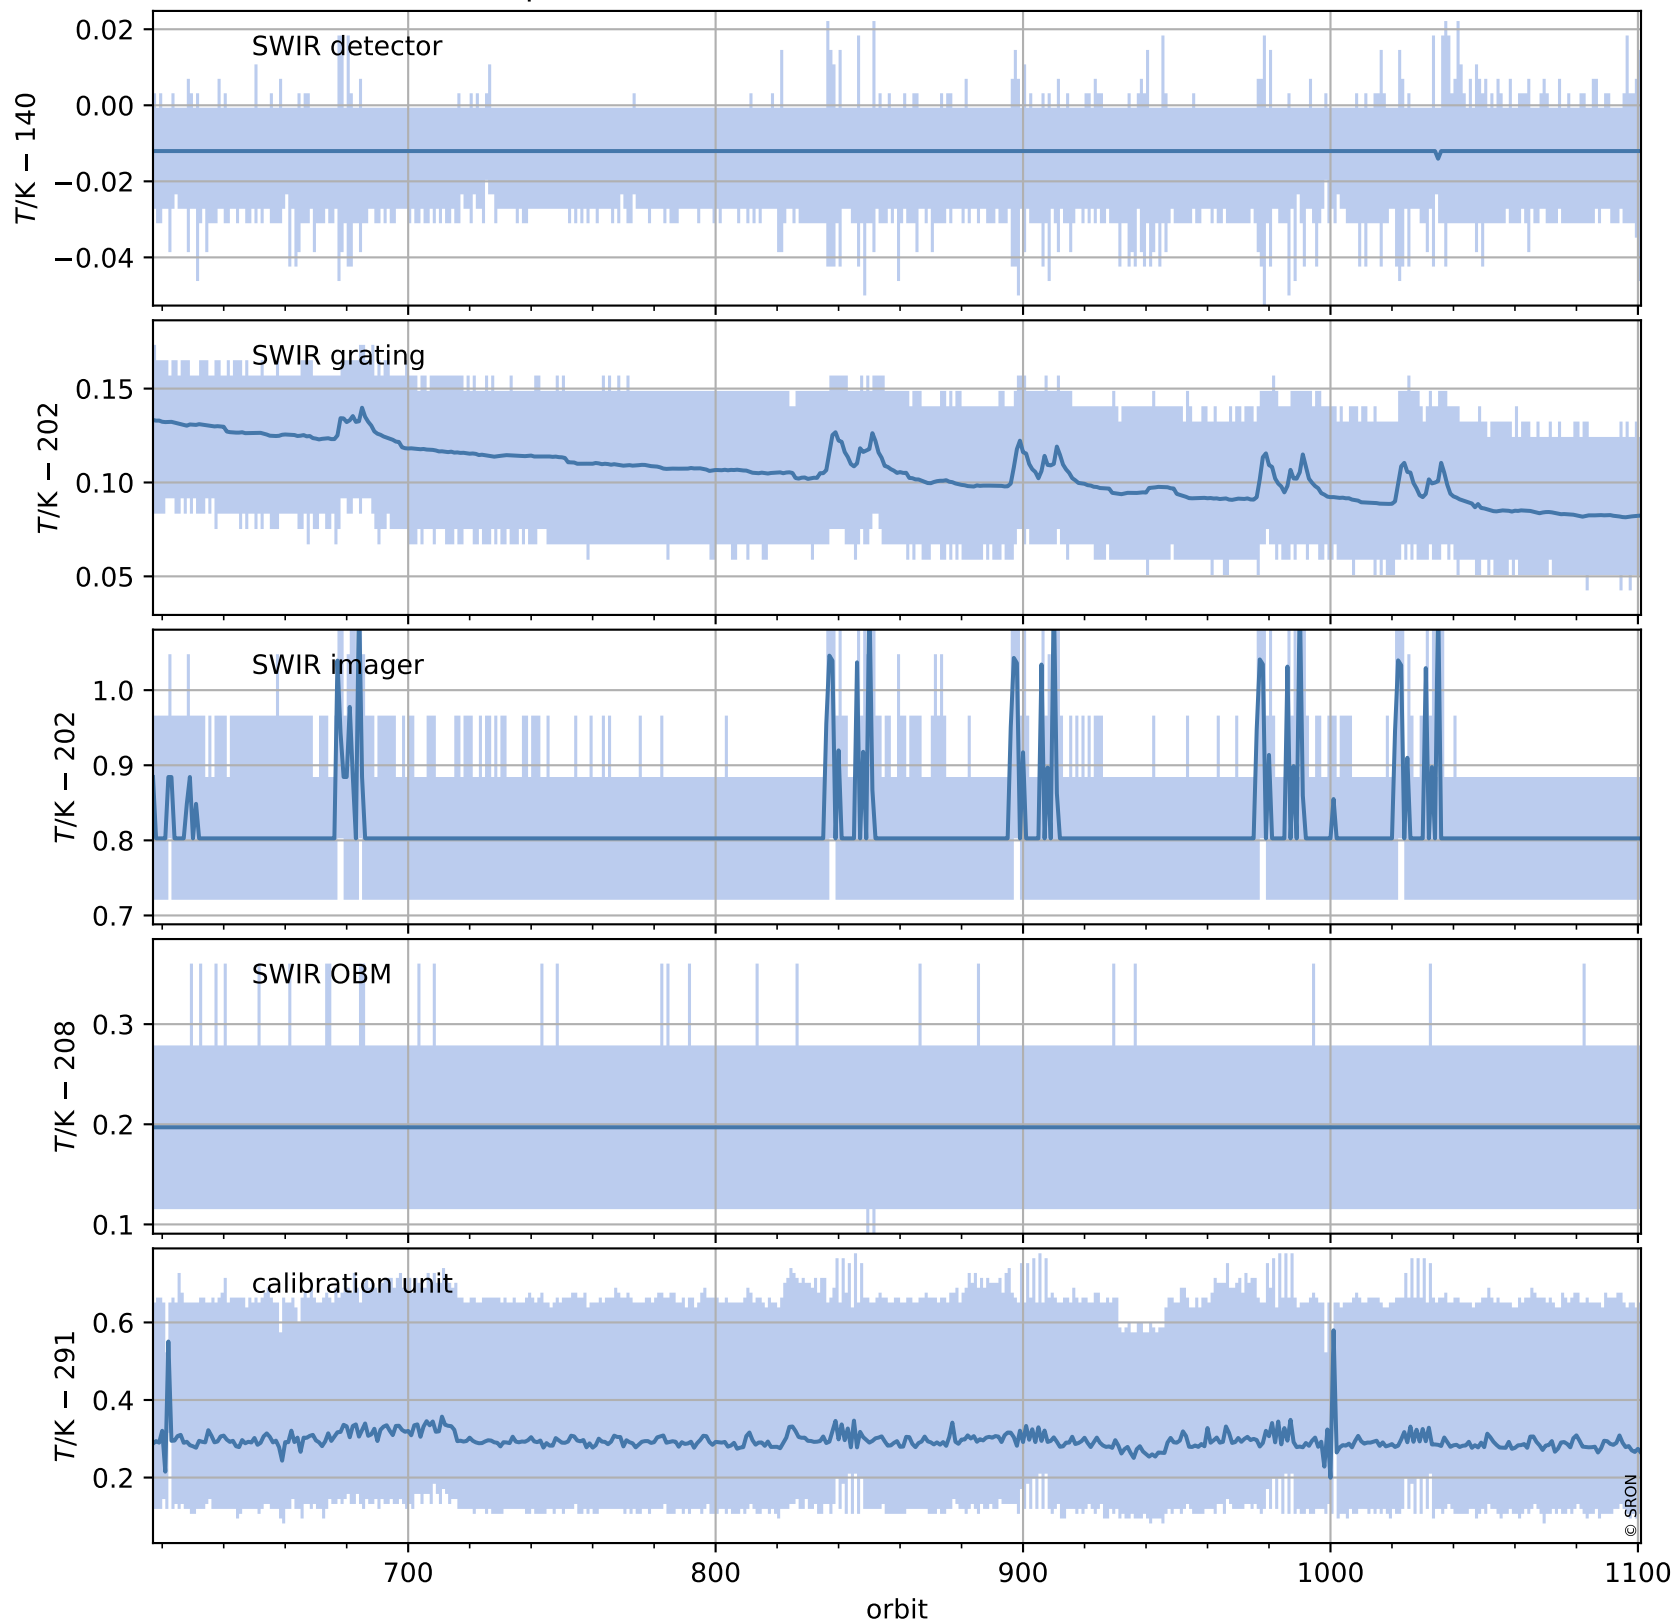 0.02
0.00
−0.02
−0.04
T/K − 140
SWIR detector
0.15
0.10
0.05
T/K − 202
SWIR grating
1.0
0.9
0.8
0.7
T/K − 202
SWIR imager
0.3
0.2
0.1
T/K − 208
SWIR OBM
0.6
0.4
0.2
T/K − 291
calibration unit
© SRON
700 800 900 1000 1100
orbit